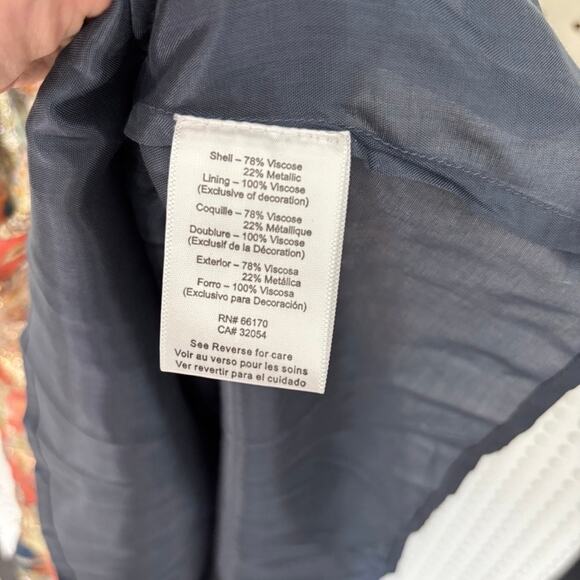 Shell – 78% Viscose
22% Metallic
Lining – 100% Viscose
(Exclusive of decoration)
Coquille – 78% Viscose
22% Métallique
Doublure – 100% Viscose
(Exclusif de la Décoration)
Exterior – 78% Viscosa
22% Metálica
Forro – 100% Viscosa
(Exclusivo para Decoración)
RN# 66170
CA# 32054
See Reverse for care
Voir au verso pour les soins
Ver revertir para el cuidado